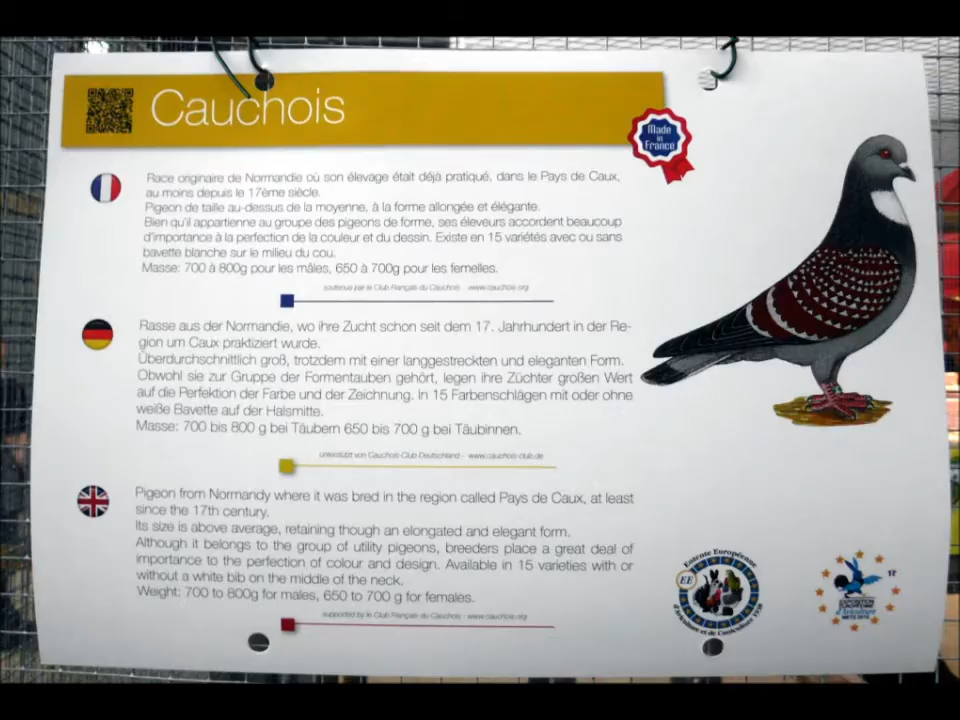 Cauchois
Made
in
France
Race originaire de Normandie où son élevage était déjà pratiqué, dans le Pays de Caux,
au moins depuis le 17ème siècle.
Pigeon de taille au-dessus de la moyenne, à la forme allongée et élégante.
Bien qu'il appartienne au groupe des pigeons de forme, ses éleveurs accordent beaucoup
d'importance à la perfection de la couleur et du dessin. Existe en 15 variétés avec ou sans
bavette blanche sur le milieu du cou.
Masse: 700 à 800g pour les mâles, 650 à 700g pour les femelles.
soutenue par le Club Français du Cauchois - www.cauchois.org
Rasse aus der Normandie, wo ihre Zucht schon seit dem 17. Jahrhundert in der Re-
gion um Caux praktiziert wurde.
Überdurchschnittlich groß, trotzdem mit einer langgestreckten und eleganten Form.
Obwohl sie zur Gruppe der Formentauben gehört, legen ihre Züchter großen Wert
auf die Perfektion der Farbe und der Zeichnung. In 15 Farbenschlägen mit oder ohne
weiße Bavette auf der Halsmitte.
Masse: 700 bis 800 g bei Täubern 650 bis 700 g bei Täubinnen.
unterstützt von Cauchois-Club Deutschland - www.cauchois-club.de
Pigeon from Normandy where it was bred in the region called Pays de Caux, at least
since the 17th century.
Its size is above average, retaining though an elongated and elegant form.
Although it belongs to the group of utility pigeons, breeders place a great deal of
importance to the perfection of colour and design. Available in 15 varieties with or
without a white bib on the middle of the neck.
Weight: 700 to 800g for males, 650 to 700 g for females.
supported by le Club Français du Cauchois - www.cauchois.org
Entente Européenne
EE
d'Aviculture et de Cuniculture 1938
EXPOSITION
EUROPÉENNE
d'Aviculture
METZ 2015